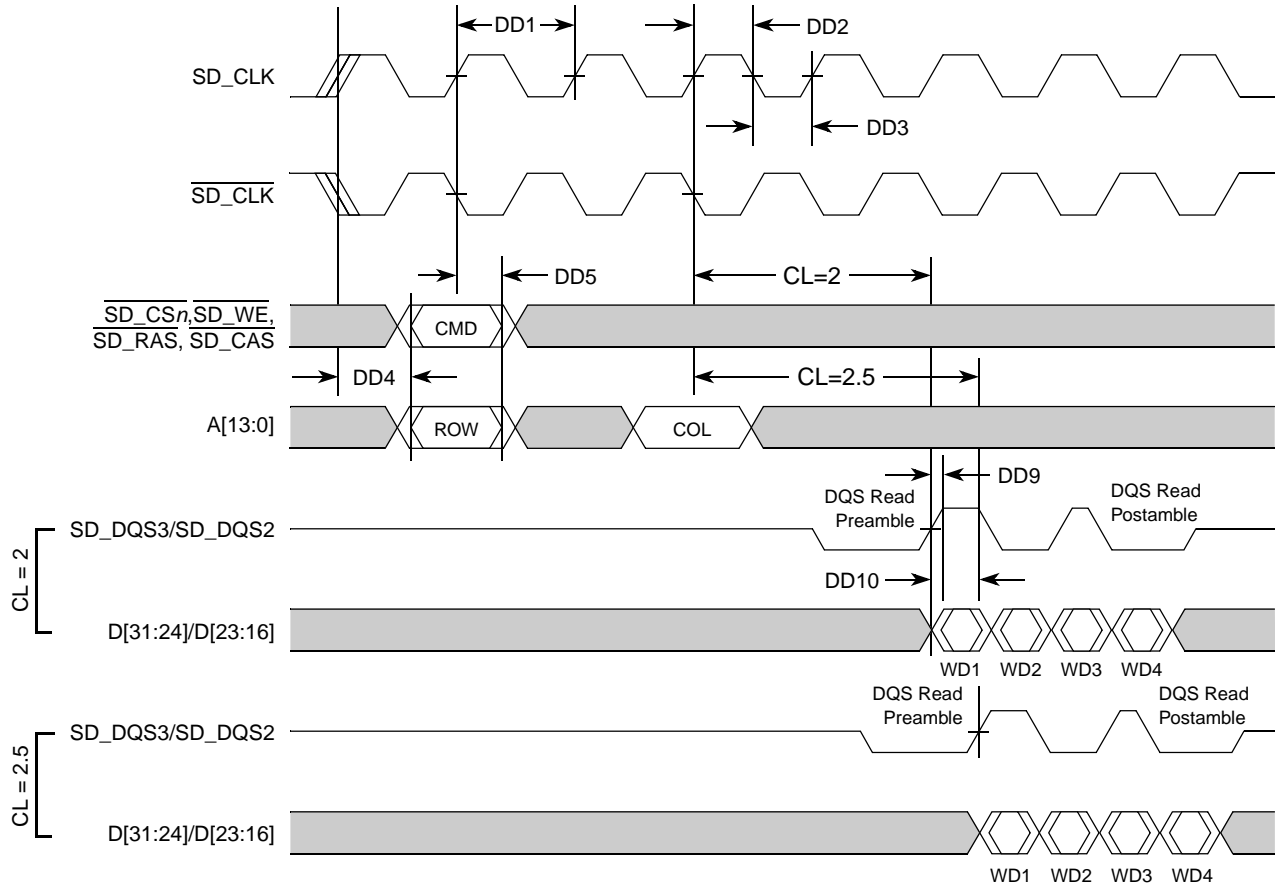 DD1
DD2
SD_CLK
DD3
SD_CLK
DD5
CL=2
SD_CSn,SD_WE,
SD_RAS, SD_CAS
CMD
DD4
CL=2.5
A[13:0]
ROW
COL
DD9
DQS Read
Preamble
DQS Read
Postamble
CL = 2
SD_DQS3/SD_DQS2
DD10
D[31:24]/D[23:16]
WD1 WD2 WD3 WD4
DQS Read
Preamble
DQS Read
Postamble
CL = 2.5
SD_DQS3/SD_DQS2
D[31:24]/D[23:16]
WD1 WD2 WD3 WD4